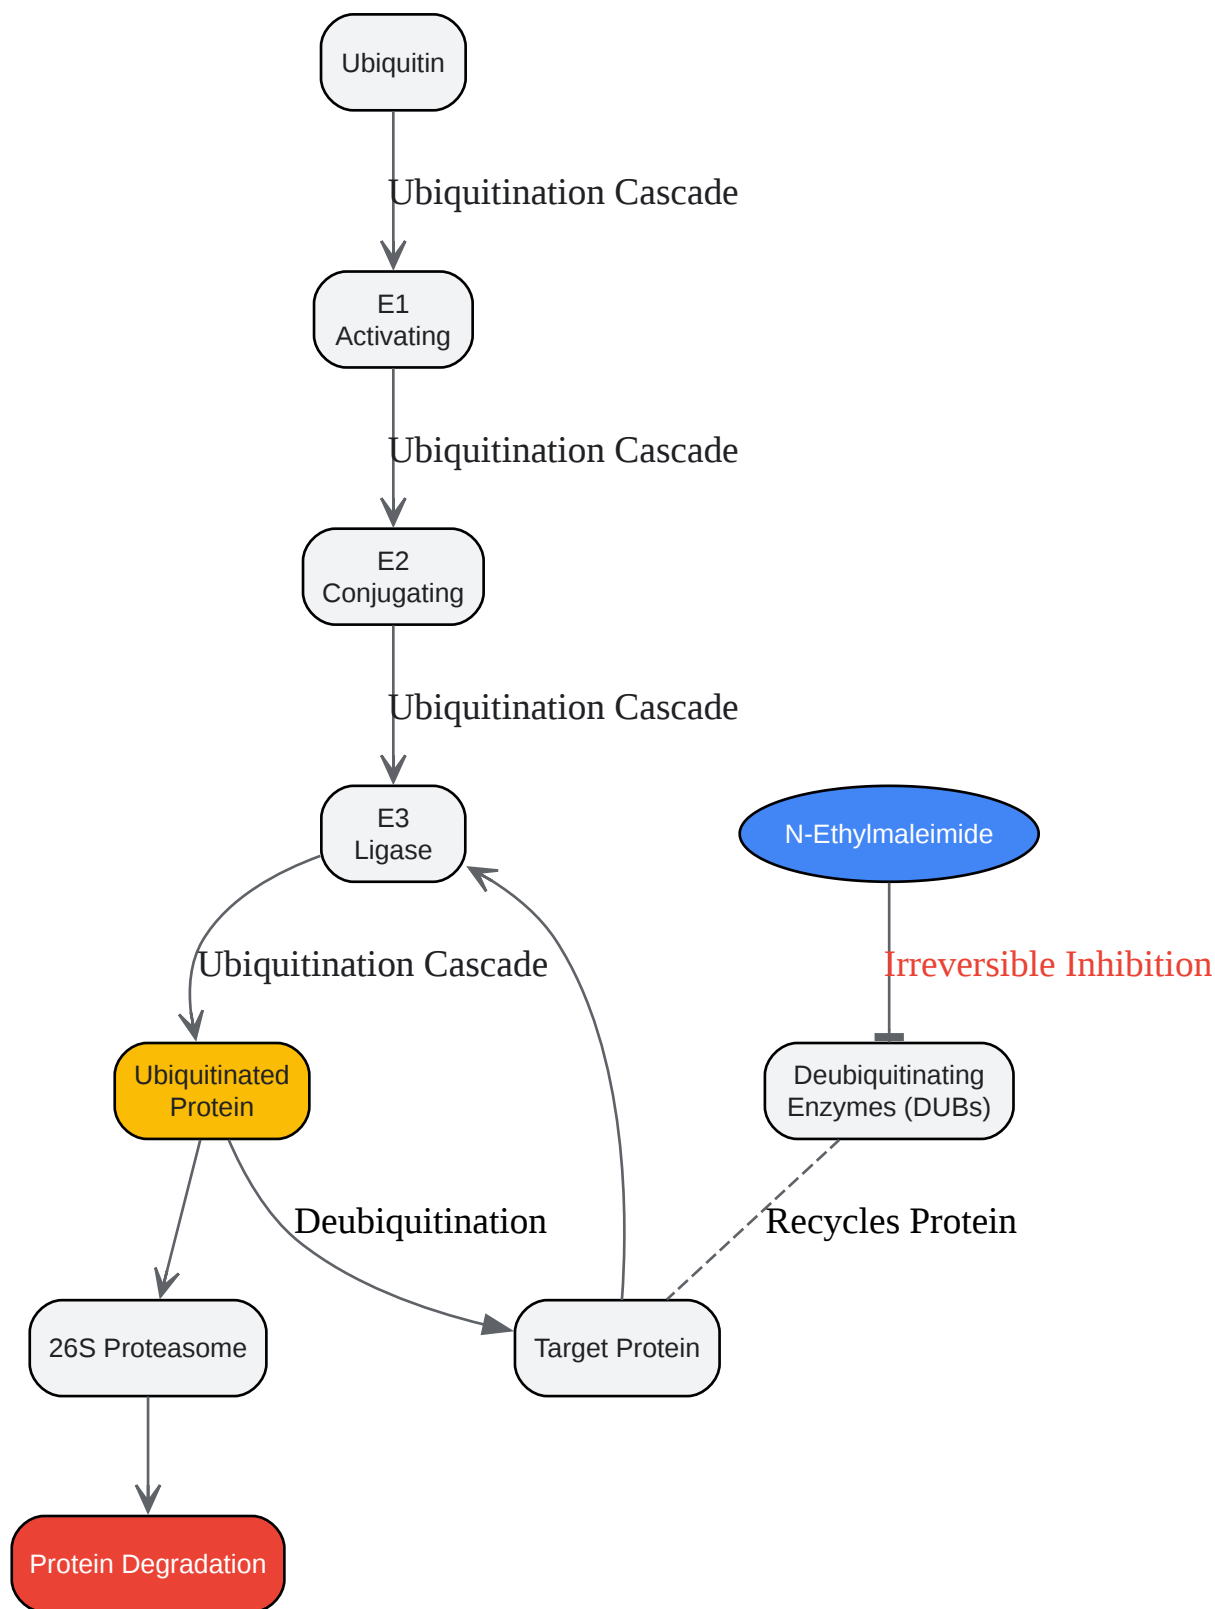 Ubiquitin
Ubiquitination Cascade
E1
Activating
Ubiquitination Cascade
E2
Conjugating
Ubiquitination Cascade
E3
Ligase
N-Ethylmaleimide
Ubiquitination Cascade
Irreversible Inhibition
Ubiquitinated
Protein
Deubiquitinating
Enzymes (DUBs)
Deubiquitination
Recycles Protein
26S Proteasome
Target Protein
Protein Degradation